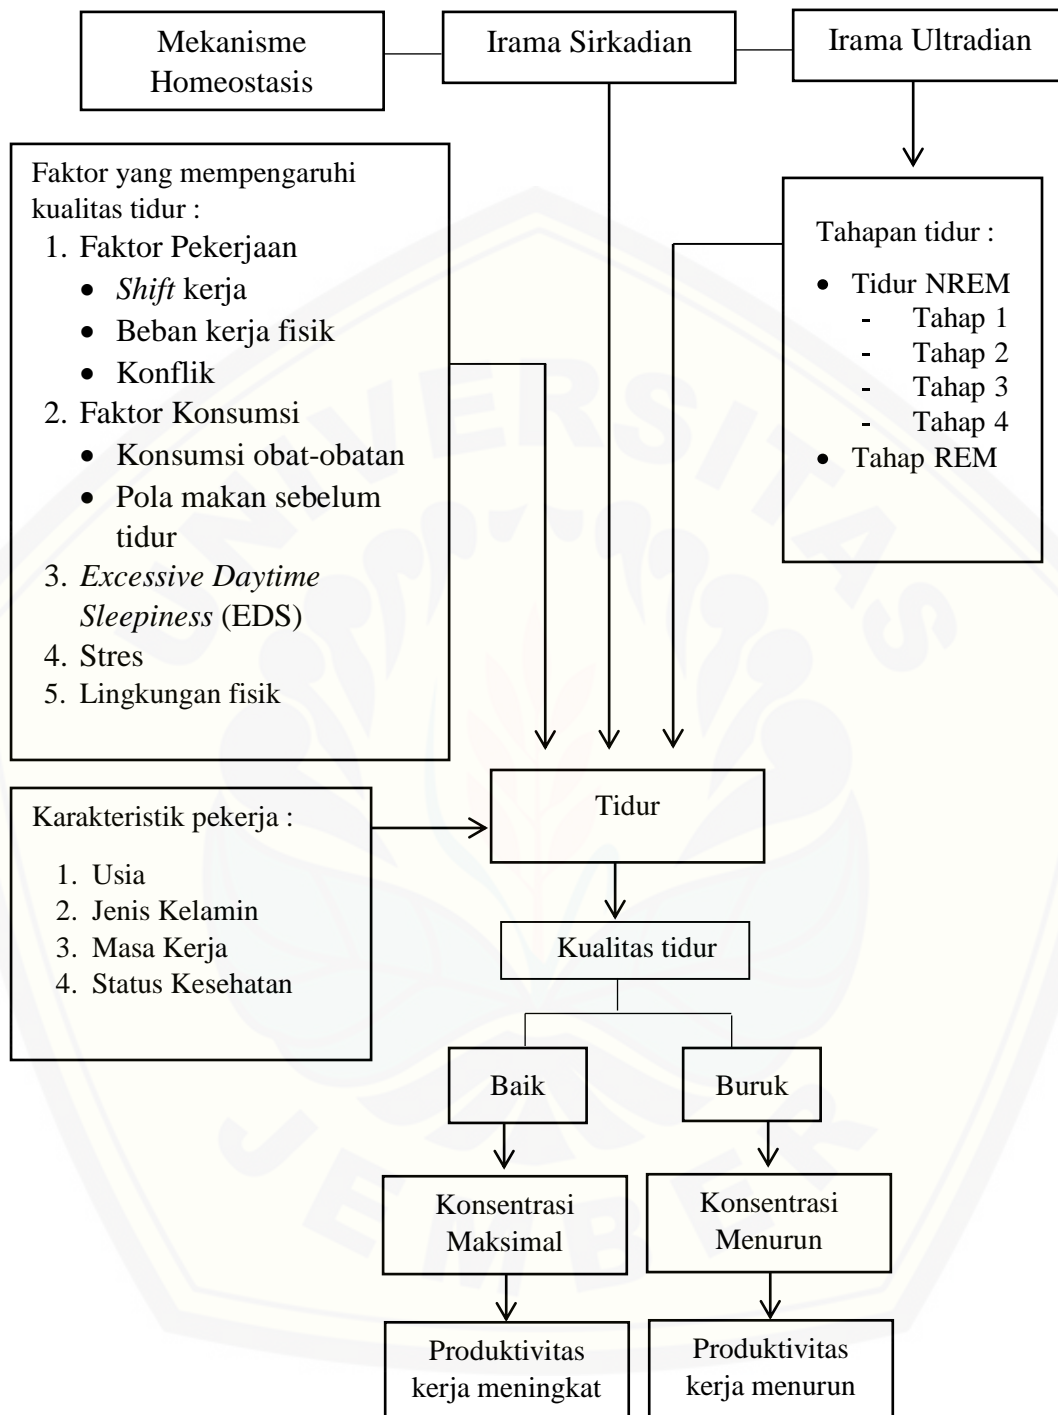 Mekanisme
Homeostasis
Irama Sirkadian
Irama Ultradian
Faktor yang mempengaruhi
kualitas tidur :
1. Faktor Pekerjaan
• Shift kerja
• Beban kerja fisik
• Konflik
2. Faktor Konsumsi
• Konsumsi obat-obatan
• Pola makan sebelum
tidur
3. Excessive Daytime
Sleepiness (EDS)
4. Stres
5. Lingkungan fisik
Tahapan tidur :
• Tidur NREM
- Tahap 1
- Tahap 2
- Tahap 3
- Tahap 4
• Tahap REM
Tidur
Karakteristik pekerja :
1. Usia
2. Jenis Kelamin
3. Masa Kerja
4. Status Kesehatan
Kualitas tidur
Baik
Buruk
Konsentrasi
Maksimal
Konsentrasi
Menurun
Produktivitas
kerja meningkat
Produktivitas
kerja menurun
UNIVERSITAS
JEMBER